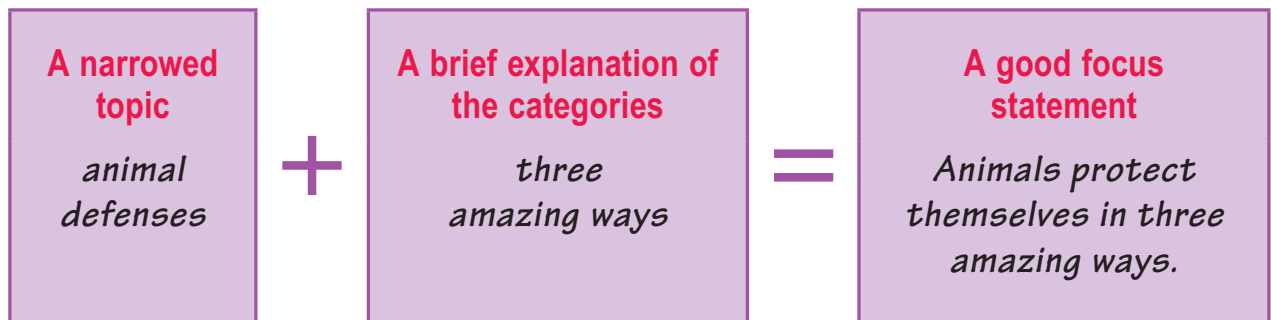 A narrowed
topic
animal
defenses
+
A brief explanation of
the categories
three
amazing ways
=
A good focus
statement
Animals protect
themselves in three
amazing ways.